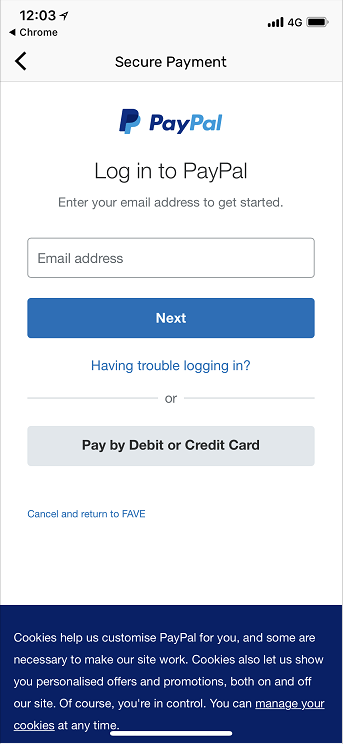 12:03
4G
Chrome
Secure Payment
PayPal
Log in to PayPal
Enter your email address to get started.
Email address
Next
Having trouble logging in?
or
Pay by Debit or Credit Card
Cancel and return to FAVE
Cookies help us customise PayPal for you, and some are
necessary to make our site work. Cookies also let us show
you personalised offers and promotions, both on and off
our site. Of course, you're in control. You can manage your
cookies at any time.